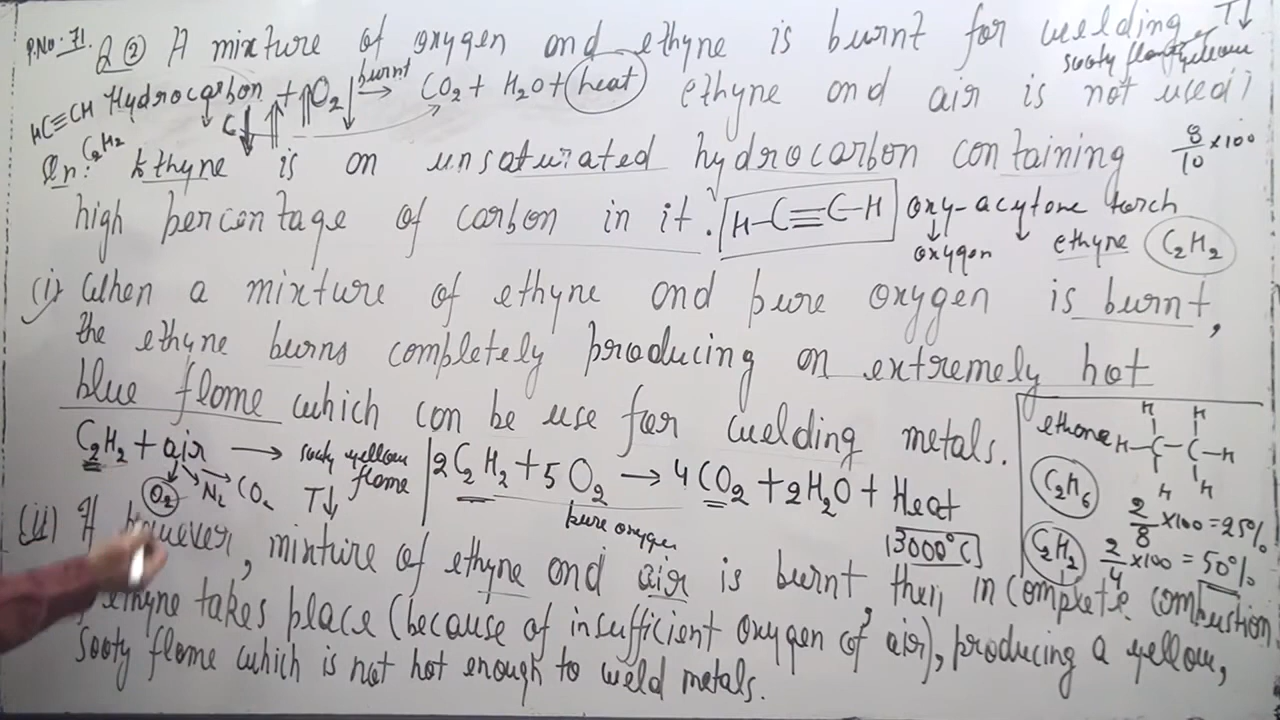 P.No. 71. Q② A mixture of oxygen and ethyne is burnt for welding. T↓
sooty flame yellow
Hydrocarbon + O₂ burnt → CO₂ + H₂O + heat ethyne and air is not used?
HC≡CH C₂H₂ C↓
8/10 ×100
An: Ethyne is an unsaturated hydrocarbon containing
high percentage of carbon in it. H–C≡C–H oxy-acytone torch
oxygen ethyne C₂H₂
(i) When a mixture of ethyne and pure oxygen is burnt,
the ethyne burns completely producing an extremely hot
blue flame which can be use for welding metals.
ethane H–C–C–H
H H
H H
C₂H₂ + air → sooty yellow flame T↓
O₂ N₂ CO₂
2C₂H₂ + 5O₂ → 4CO₂ + 2H₂O + Heat
pure oxygen
3000°C
C₂H₆ 2/8 ×100 = 25%
C₂H₂ 2/4 ×100 = 50%
(ii) If however, mixture of ethyne and air is burnt, then in complete combustion
ethyne takes place (because of insufficient oxygen of air), producing a yellow,
sooty flame which is not hot enough to weld metals.